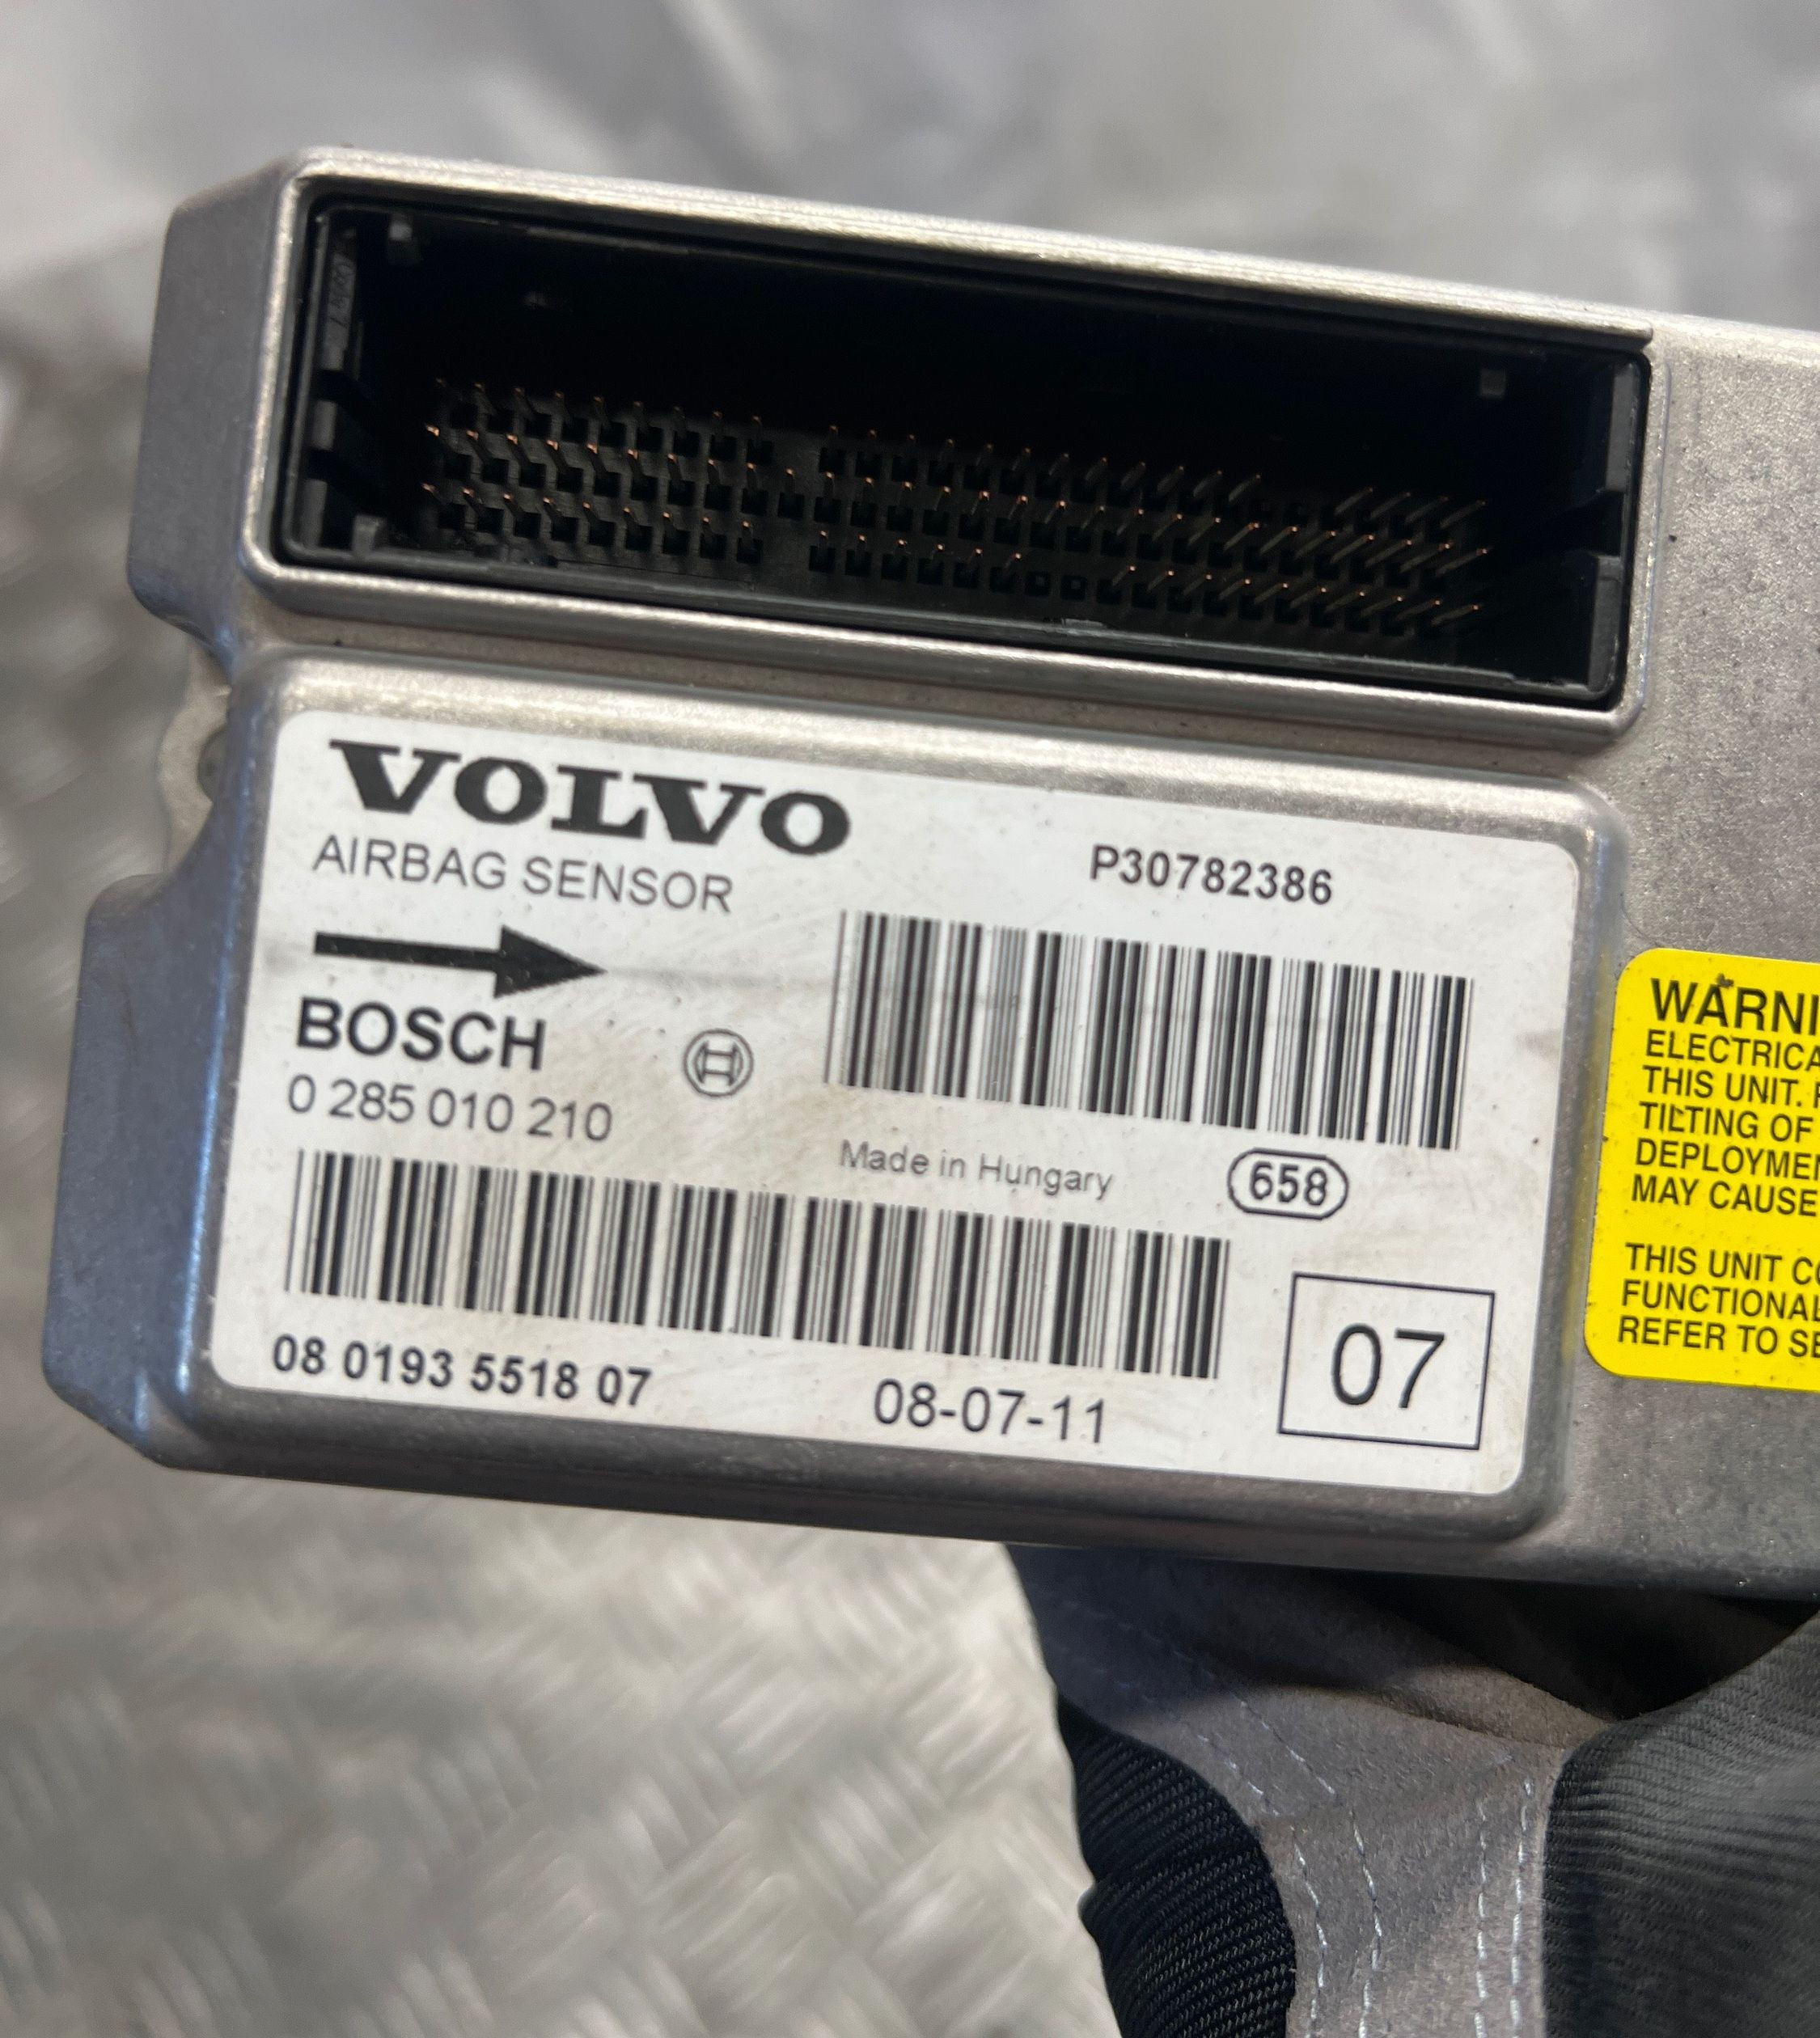 VOLVO
AIRBAG SENSOR
P30782386
BOSCH
0 285 010 210
Made in Hungary
658
08 0193 5518 07
08-07-11
07
ELECTRICA
THIS UNIT.
TILTING OF
DEPLOYMEN
MAY CAUSE
THIS UNIT CO
FUNCTIONAL
REFER TO SE